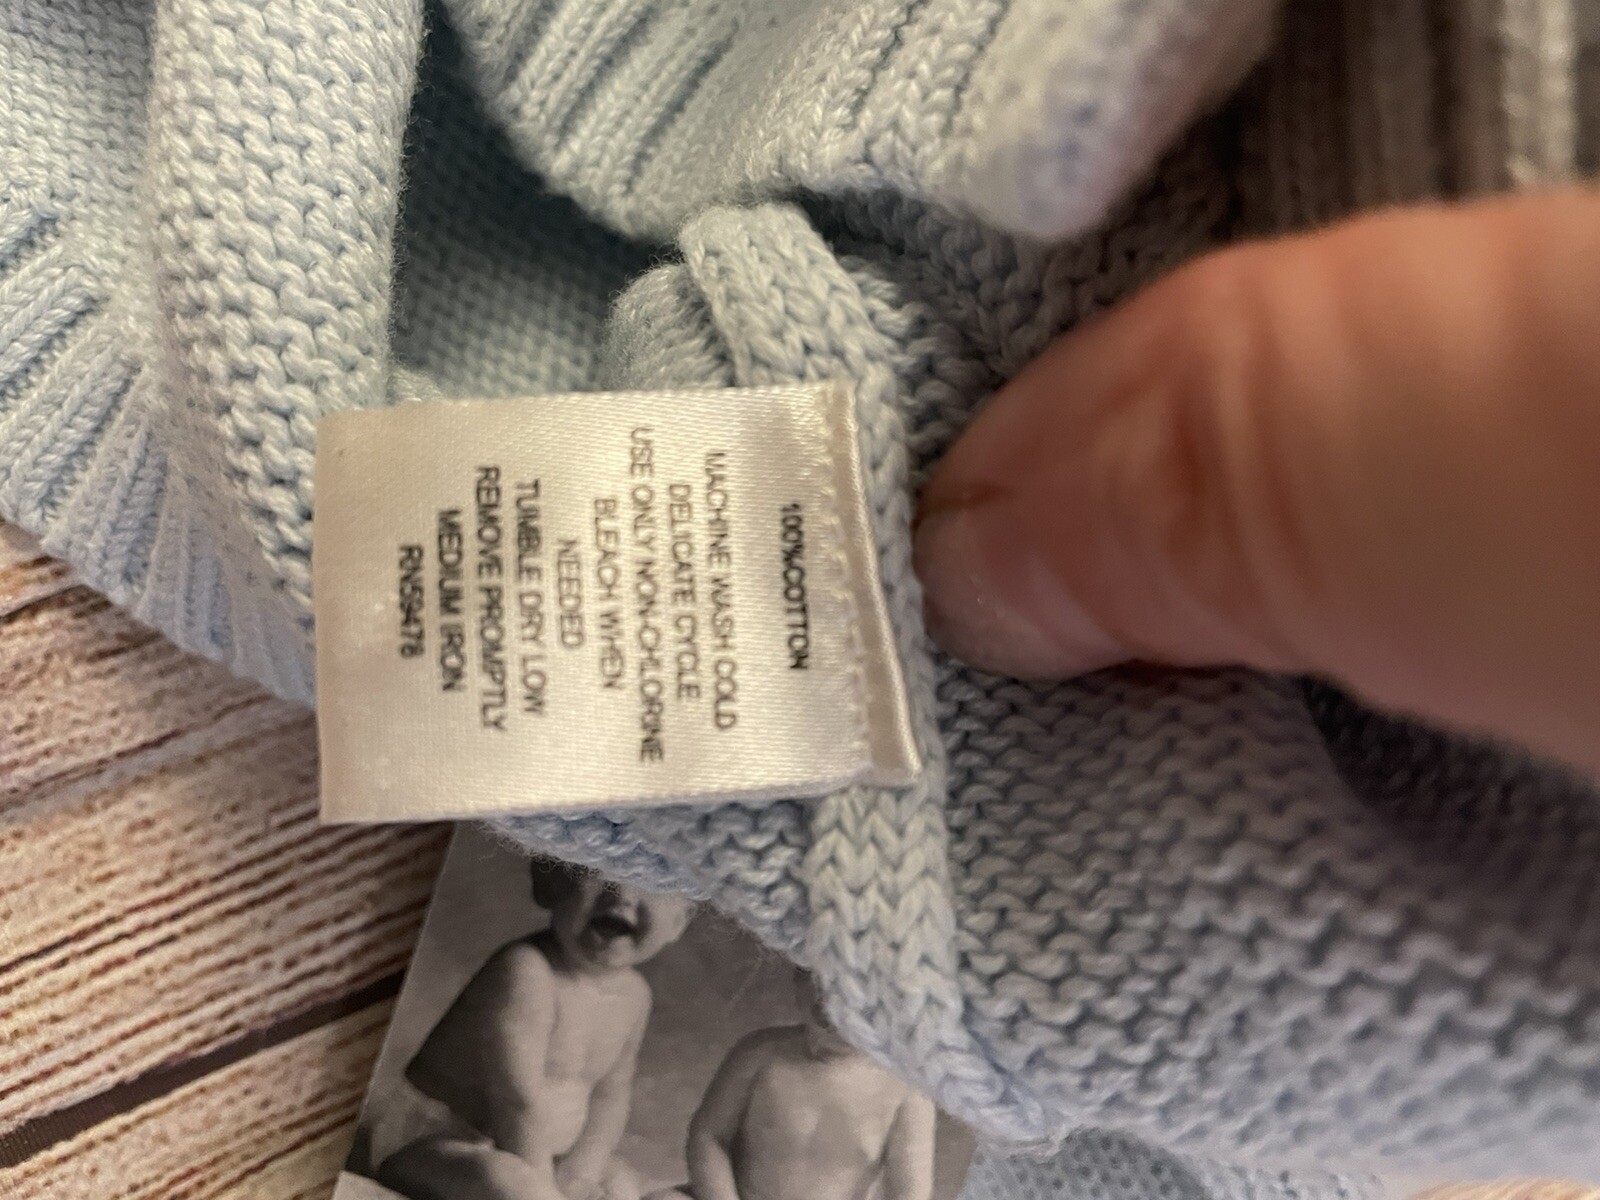 100%COTTON
MACHINE WASH COLD
DELICATE CYCLE
USE ONLY NON-CHLORINE
BLEACH WHEN
NEEDED
TUMBLE DRY LOW
REMOVE PROMPTLY
MEDIUM IRON
RN59478